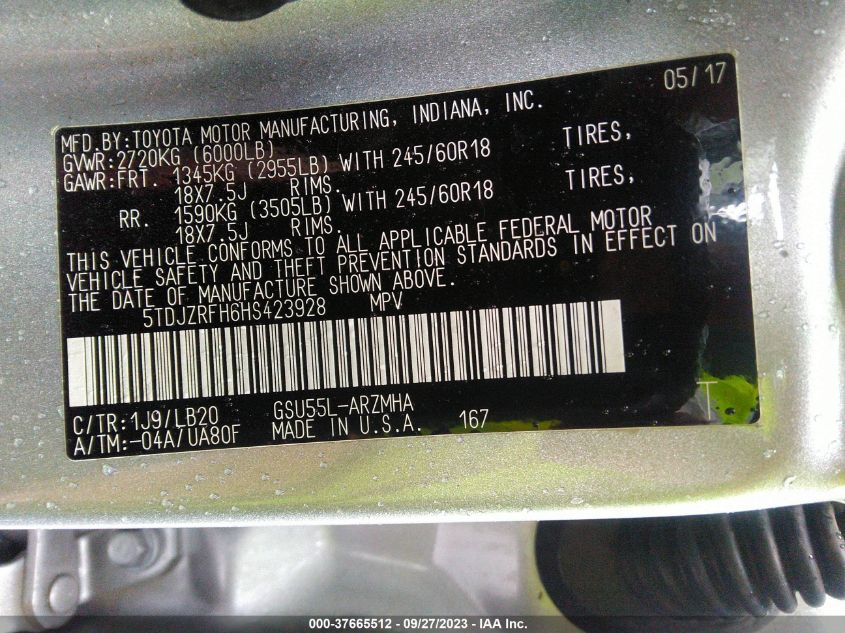 05/17
MFD.BY:TOYOTA MOTOR MANUFACTURING, INDIANA, INC.
GVWR:2720KG (6000LB)
GAWR:FRT. 1345KG (2955LB) WITH 245/60R18 TIRES,
18X7.5J RIMS.
RR. 1590KG (3505LB) WITH 245/60R18 TIRES,
18X7.5J RIMS.
THIS VEHICLE CONFORMS TO ALL APPLICABLE FEDERAL MOTOR
VEHICLE SAFETY AND THEFT PREVENTION STANDARDS IN EFFECT ON
THE DATE OF MANUFACTURE SHOWN ABOVE.
5TDJZRFH6HS423928 MPV
C/TR:1J9/LB20 GSU55L-ARZMHA
A/TM:-04A/UA80F MADE IN U.S.A. 167
T
000-37665512 - 09/27/2023 - IAA Inc.